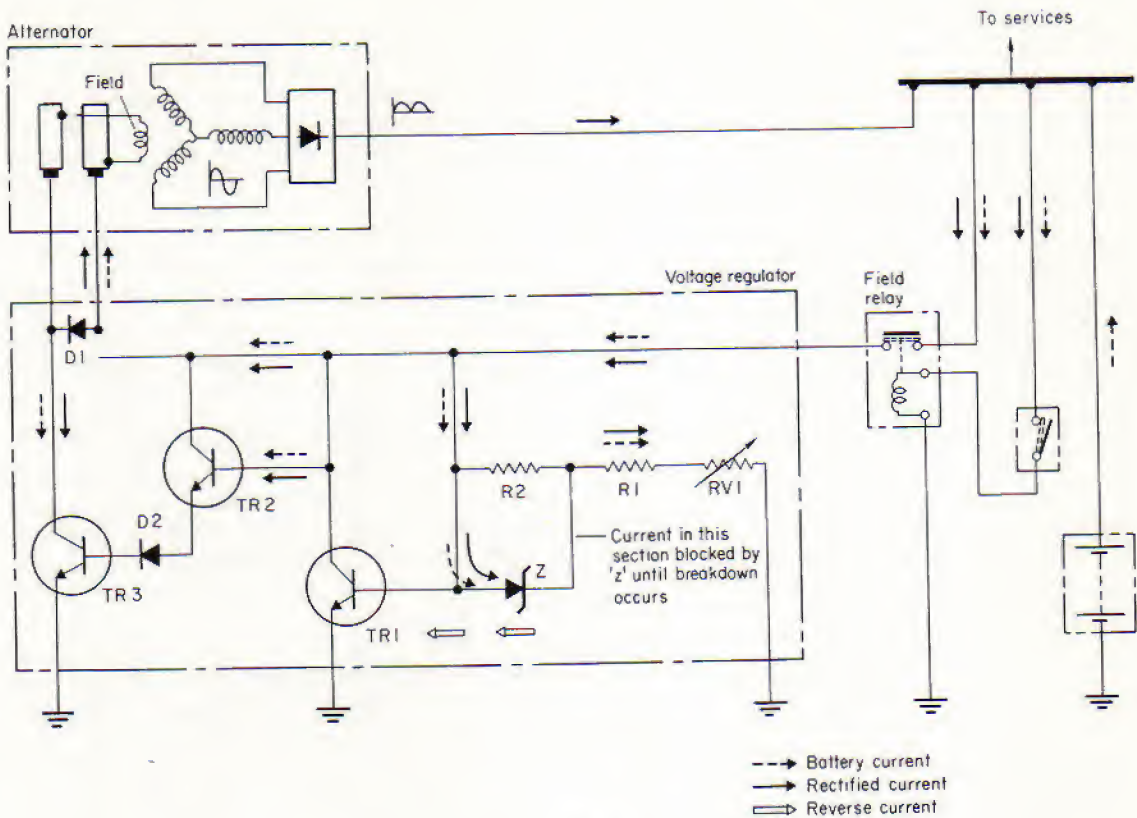 To services
Alternator
Field
Voltage regulator
Field
relay
D1
TR2
R2
R1
RV1
D2
TR3
Current in this
section blocked by
'z' until breakdown
occurs
Z
TR1
Battery current
Rectified current
Reverse current